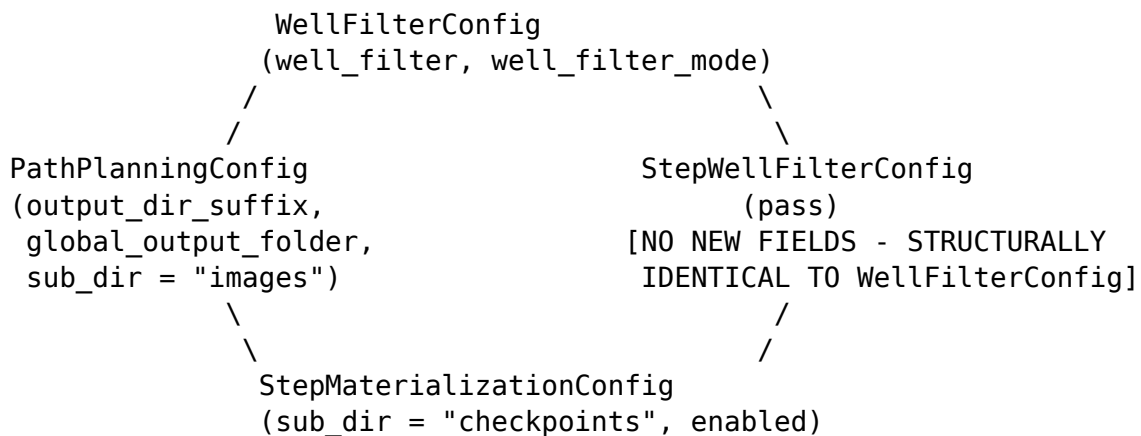 WellFilterConfig
(well_filter, well_filter_mode)
/ \
/ \
PathPlanningConfig StepWellFilterConfig
(output_dir_suffix, (pass)
global_output_folder, [NO NEW FIELDS - STRUCTURALLY
sub_dir = "images") IDENTICAL TO WellFilterConfig]
\ /
\ /
StepMaterializationConfig
(sub_dir = "checkpoints", enabled)